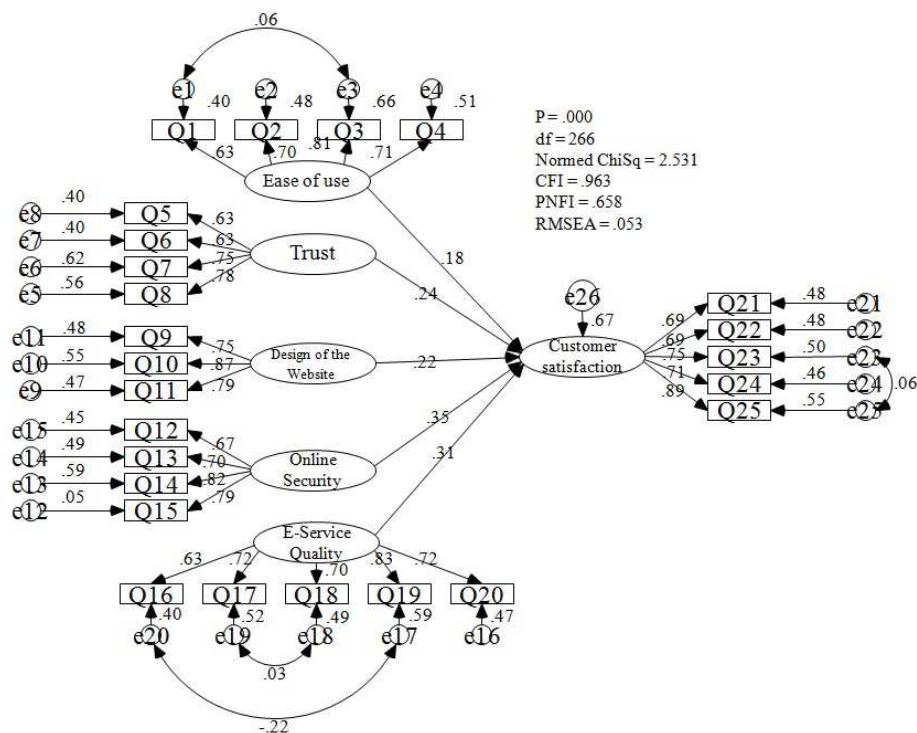 .06
e1 e2 e3 e4
.40 .48 .66 .51
Q1 Q2 Q3 Q4
.63 .70 .81 .71
Ease of use
P = .000
df = 266
Normed ChiSq = 2.531
CFI = .963
PNFI = .658
RMSEA = .053
e8 .40 Q5 .63
e7 .40 Q6 .63
e6 .62 Q7 .75
e5 .56 Q8 .78
Trust
.18
.24
e11 .48 Q9 .75
e10 .55 Q10 .87
e9 .47 Q11 .79
Design of the
Website
.22
e26
.67
Customer
satisfaction
.69 Q21 .48 e21
.69 Q22 .48 e22
.75 Q23 .50 e23
.71 Q24 .46 e24
.89 Q25 .55 e25
.06
e15 .45 Q12 .67
e14 .49 Q13 .70
e13 .59 Q14 .82
e12 .05 Q15 .79
Online
Security
.35
.31
E-Service
Quality
.63 .72 .70 .83 .72
Q16 Q17 Q18 Q19 Q20
.40 .52 .49 .59 .47
e20 e19 e18 e17 e16
.03
-.22